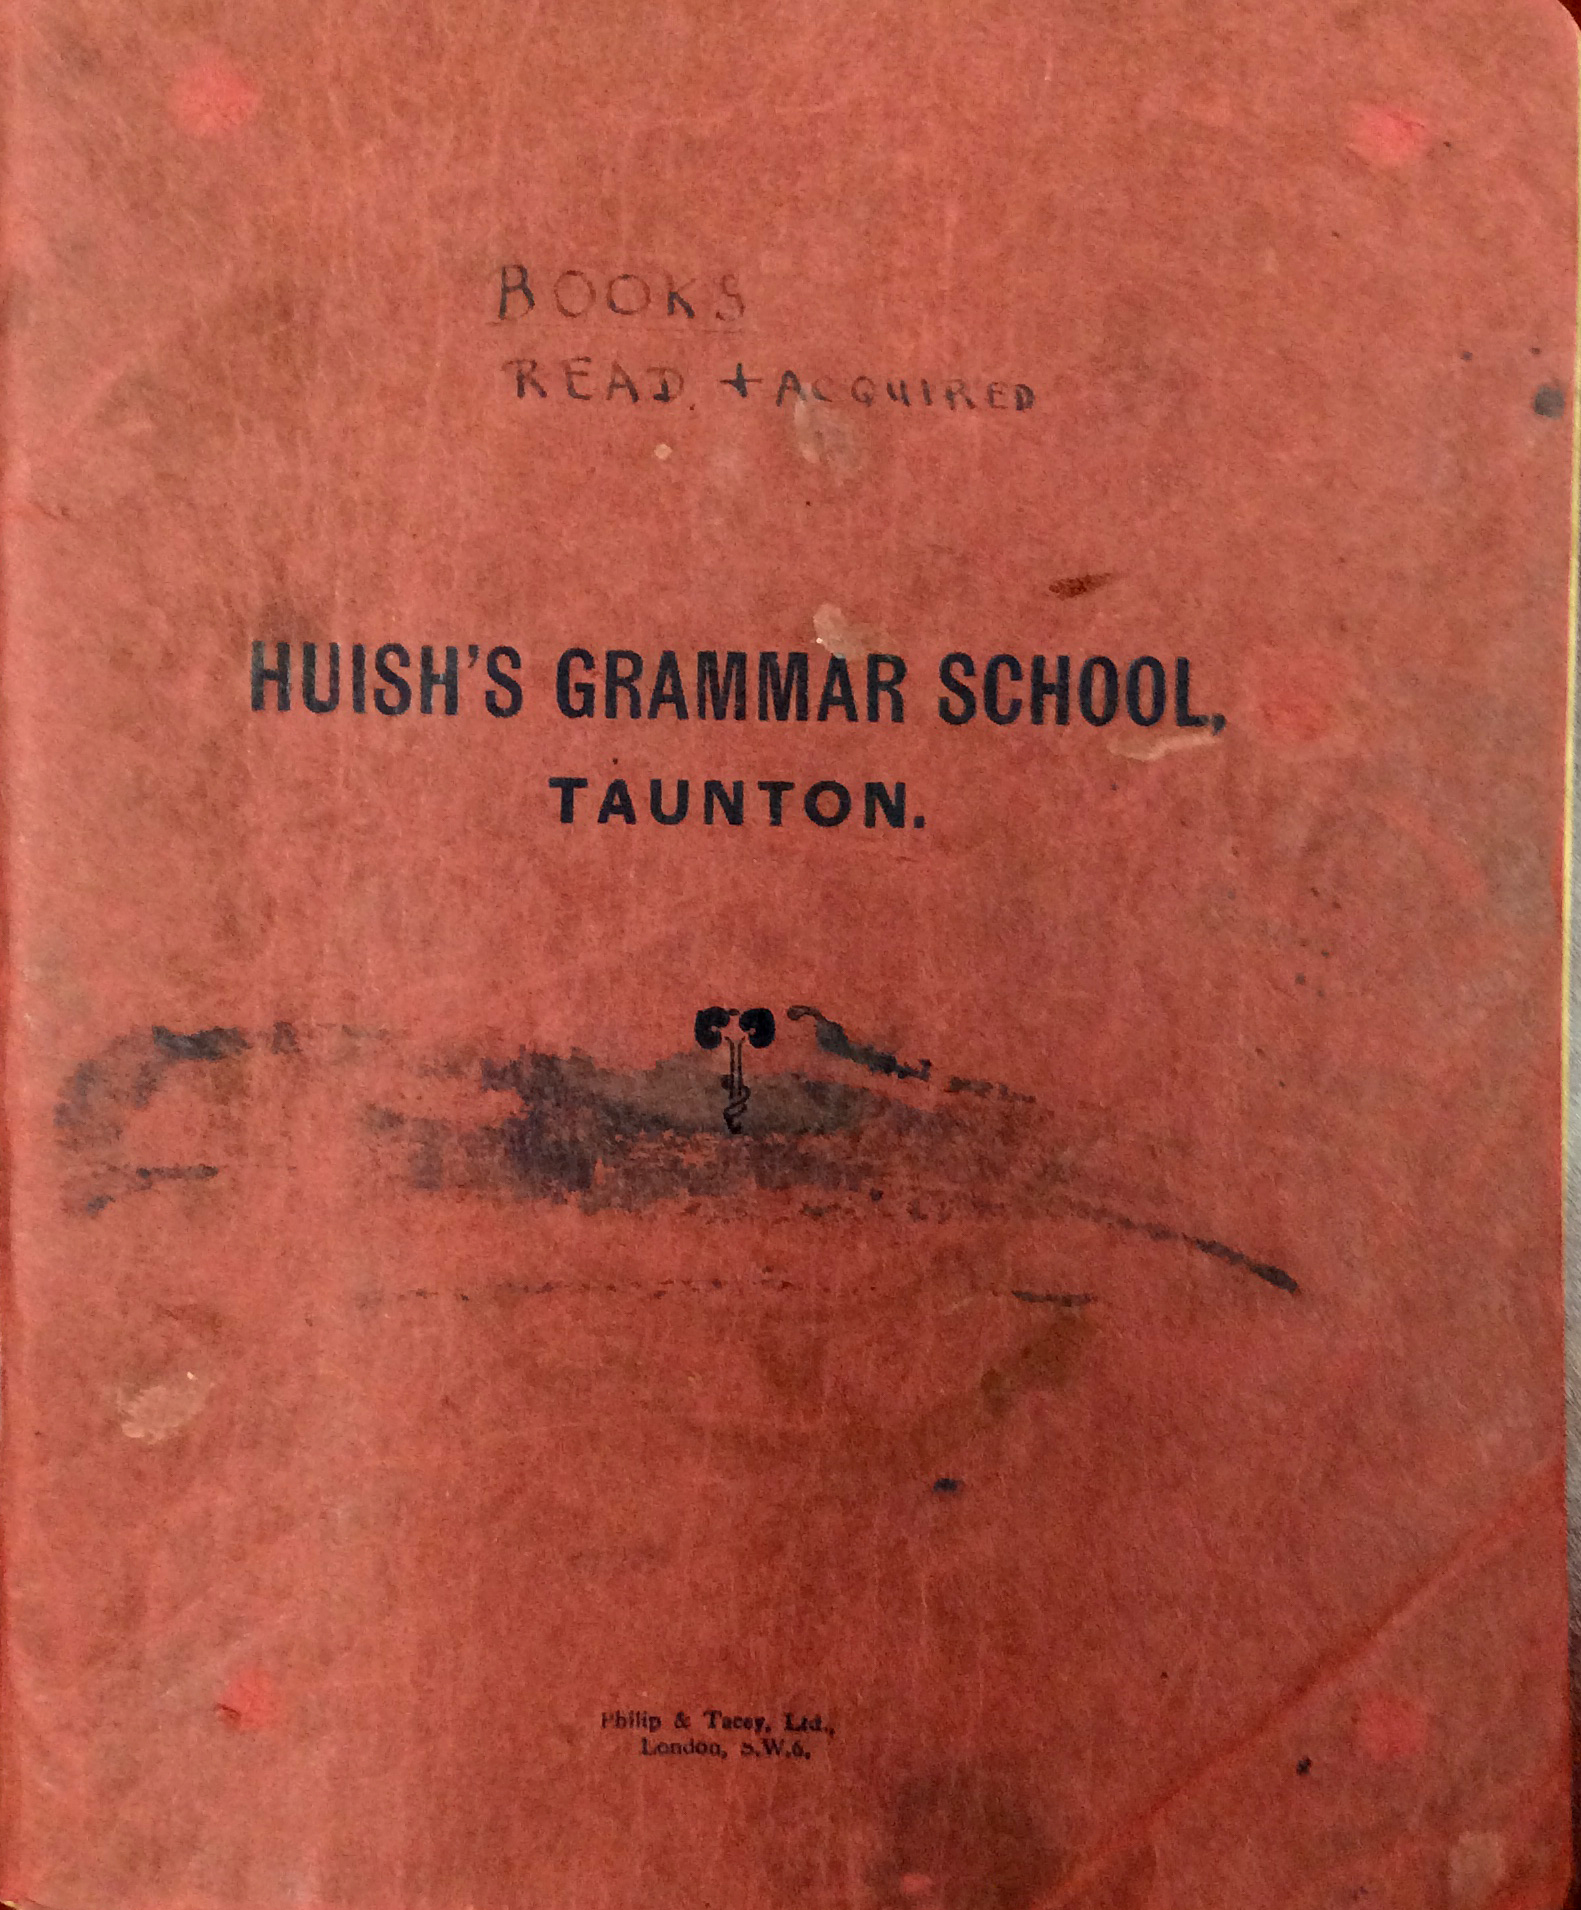 BOOKS
READ + ACQUIRED
HUISH'S GRAMMAR SCHOOL,
TAUNTON.
Philip & Tacey, Ltd.,
London, S.W.6.